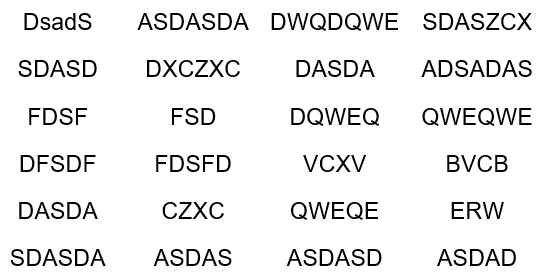 DsadS ASDASDA DWQDQWE SDASZCX
SDASD DXCZXC DASDA ADSADAS
FDSF FSD DQWEQ QWEQWE
DFSDF FDSFD VCXV BVCB
DASDA CZXC QWEQE ERW
SDASDA ASDAS ASDASD ASDAD